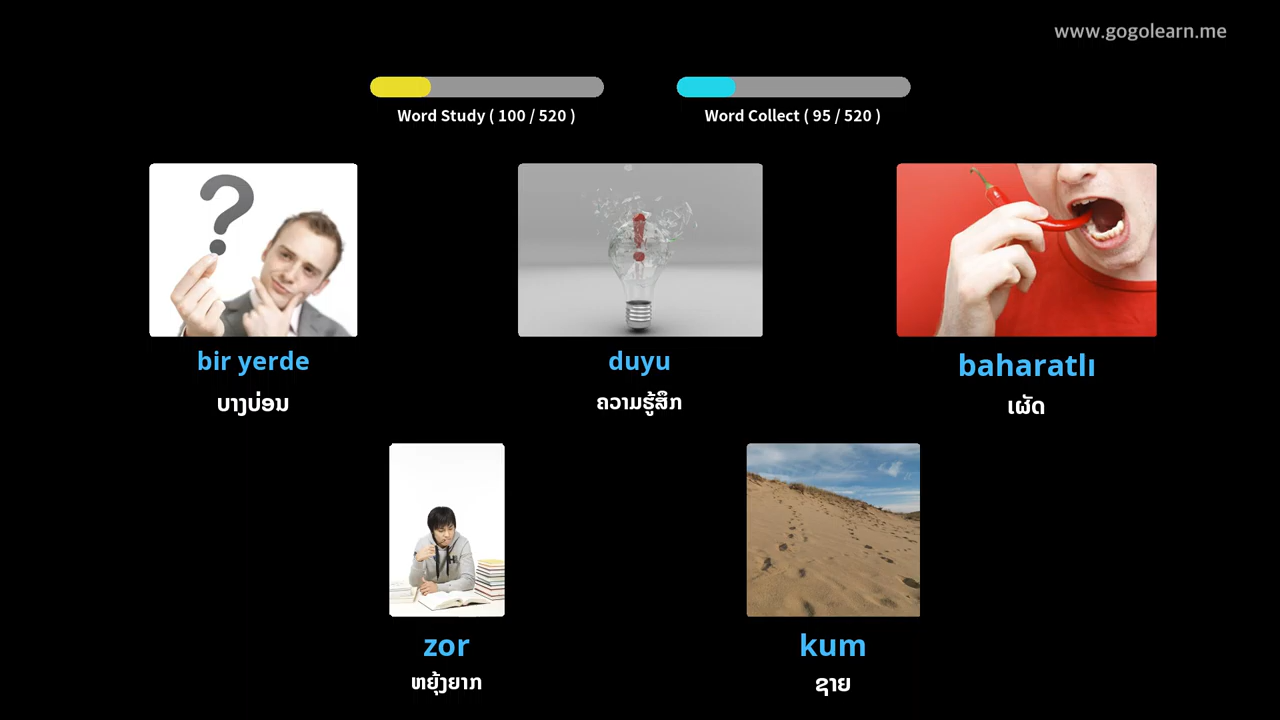 www.gogolearn.me
Word Study ( 100 / 520 )
Word Collect ( 95 / 520 )
bir yerde
ບາງບ່ອນ
duyu
ຄວາມຮູ້ສຶກ
baharatlı
ເຜັດ
zor
ຫຍຸ້ງຍາກ
kum
ຊາຍ